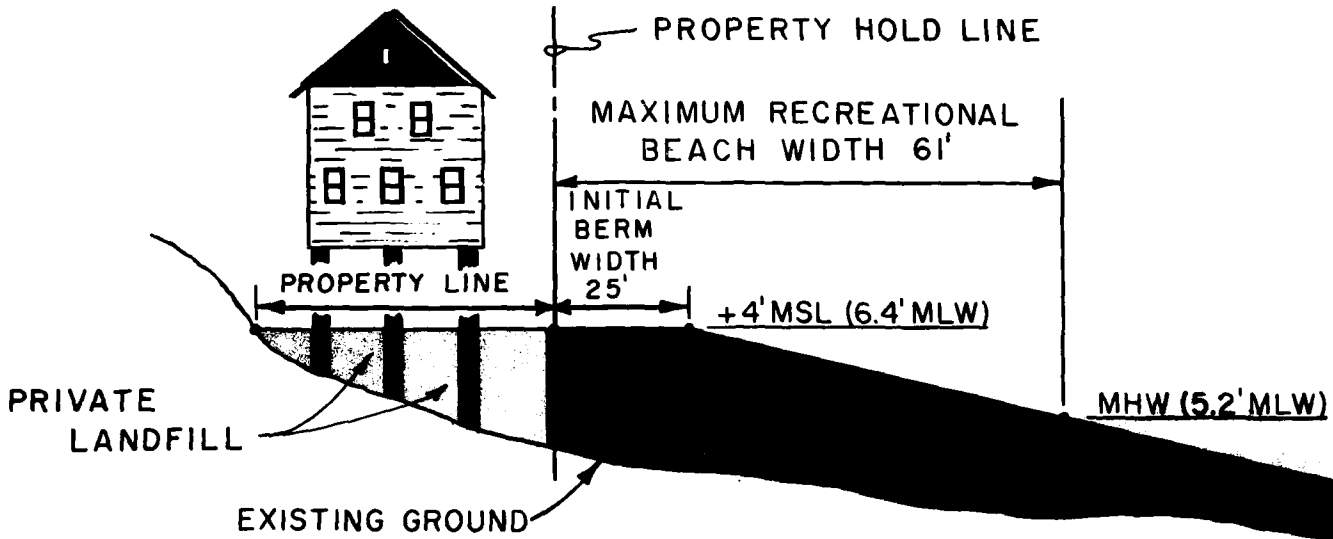 PROPERTY HOLD LINE
MAXIMUM RECREATIONAL
BEACH WIDTH 61'
INITIAL
BERM
WIDTH
25'
PROPERTY LINE
+4' MSL (6.4' MLW)
MHW (5.2' MLW)
PRIVATE
LANDFILL
EXISTING GROUND